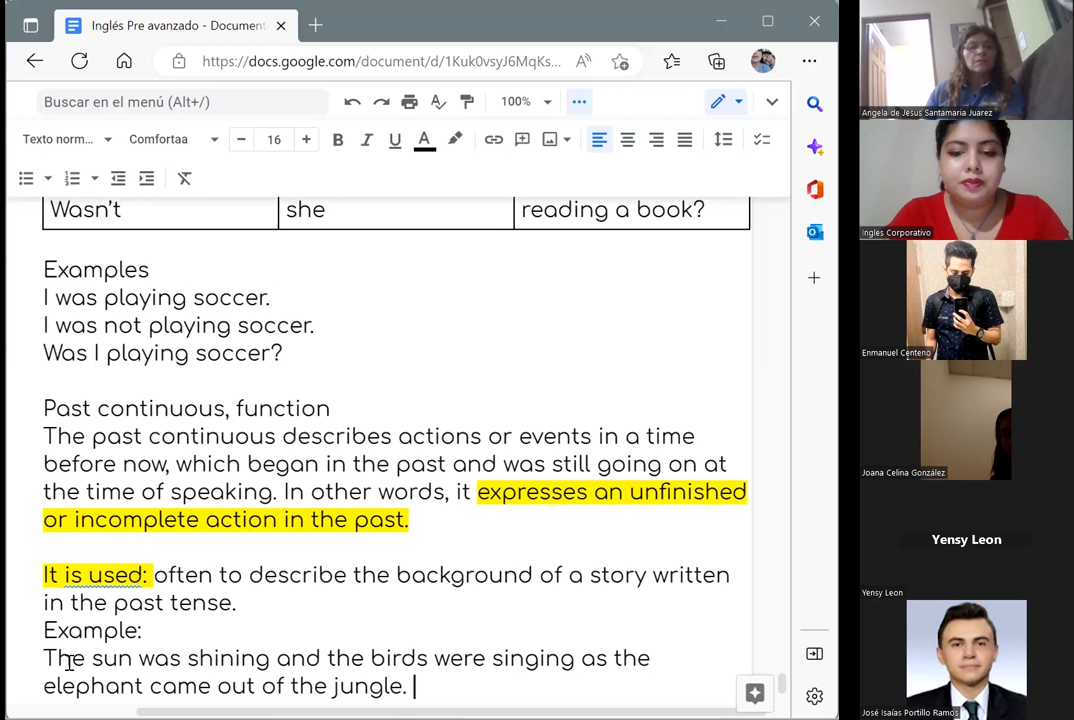 Inglés Pre avanzado - Document
https://docs.google.com/document/d/1Kuk0vsyJ6MqKs...
Buscar en el menú (Alt+/)
100%
Texto norm...
Comfortaa
16
B I U A
Wasn't she reading a book?
Examples
I was playing soccer.
I was not playing soccer.
Was I playing soccer?
Past continuous, function
The past continuous describes actions or events in a time
before now, which began in the past and was still going on at
the time of speaking. In other words, it expresses an unfinished
or incomplete action in the past.
It is used: often to describe the background of a story written
in the past tense.
Example:
The sun was shining and the birds were singing as the
elephant came out of the jungle.
Angela de Jesus Santamaria Juarez
Ingles Corporativo
Enmanuel Centeno
Joana Celina González
Yensy Leon
Yensy Leon
José Isaías Portillo Ramos